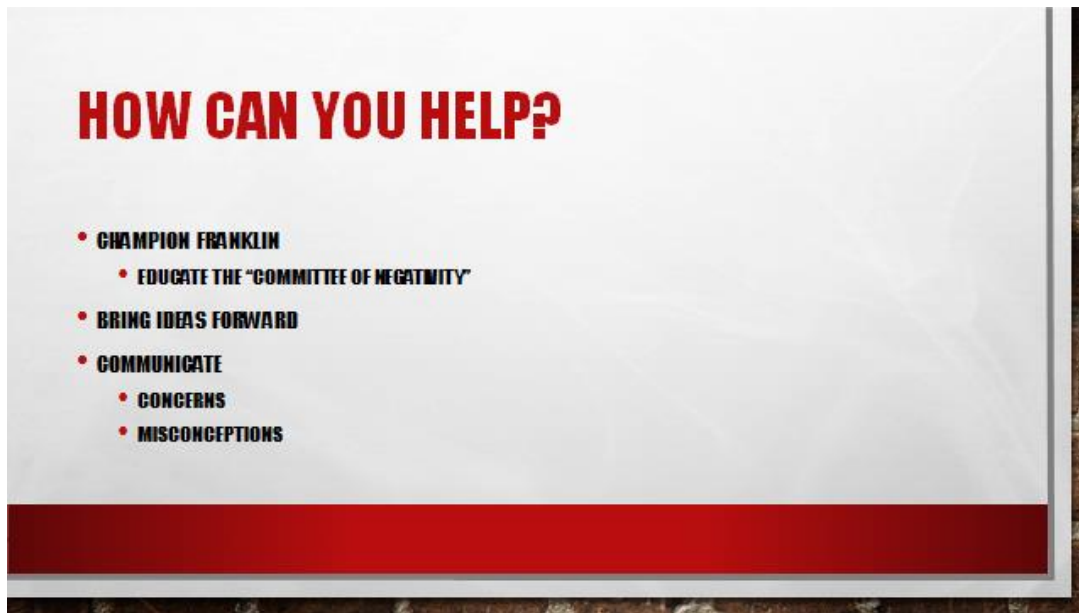 HOW CAN YOU HELP?
• CHAMPION FRANKLIN
• EDUCATE THE “COMMITTEE OF NEGATIVITY”
• BRING IDEAS FORWARD
• COMMUNICATE
• CONCERNS
• MISCONCEPTIONS